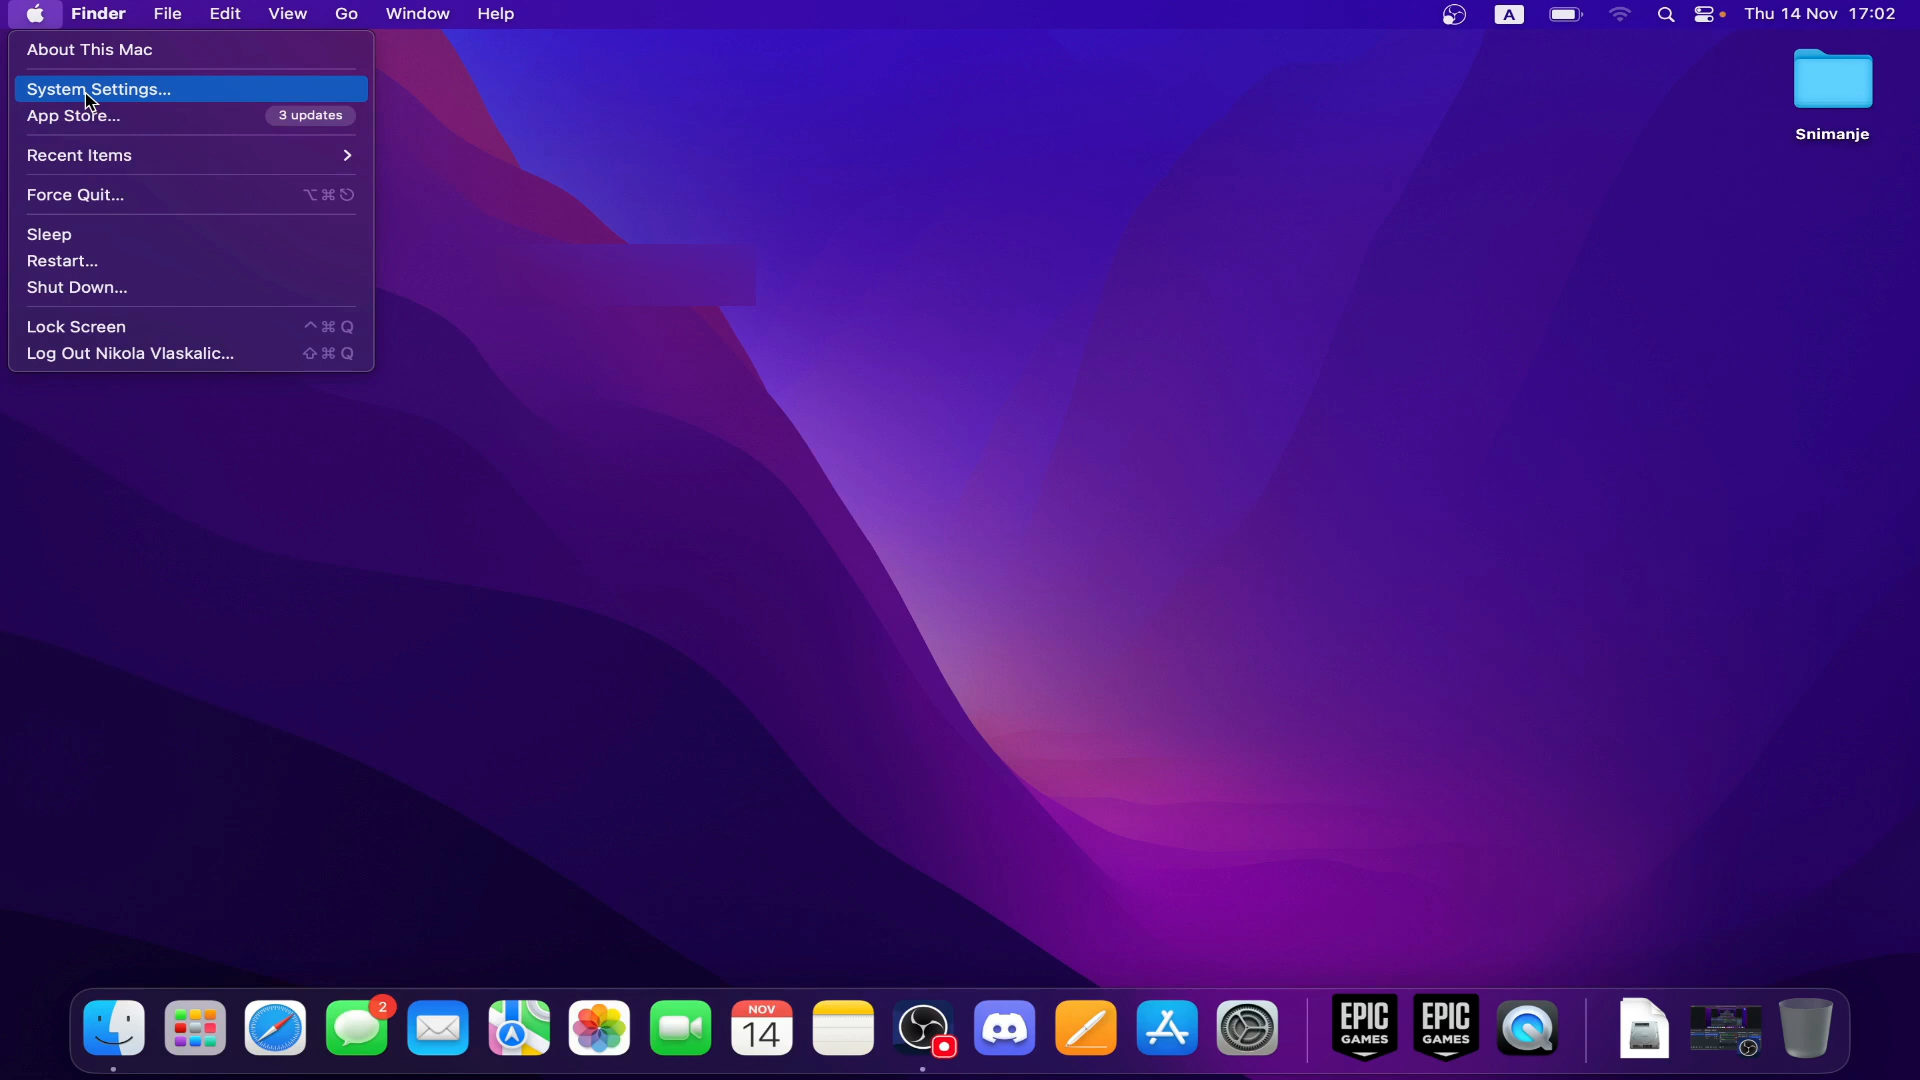 Finder File Edit View Go Window Help A Thu 14 Nov 17:02
About This Mac
System Settings...
App Store... 3 updates
Recent Items
Force Quit... ⌥⌘⎋
Sleep
Restart...
Shut Down...
Lock Screen ^⌘Q
Log Out Nikola Vlaskalic... ⇧⌘Q
Snimanje
2
NOV
14
EPIC
GAMES
EPIC
GAMES